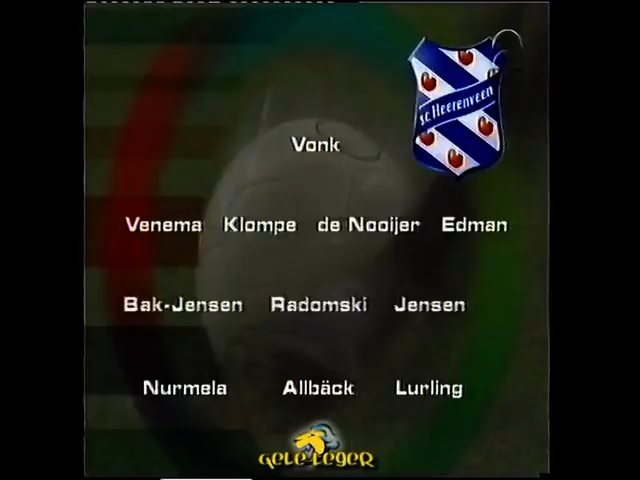 sc Heerenveen
Vonk
Venema Klompe de Nooijer Edman
Bak-Jensen Radomski Jensen
Nurmela Allbäck Lurling
GELE LEGER